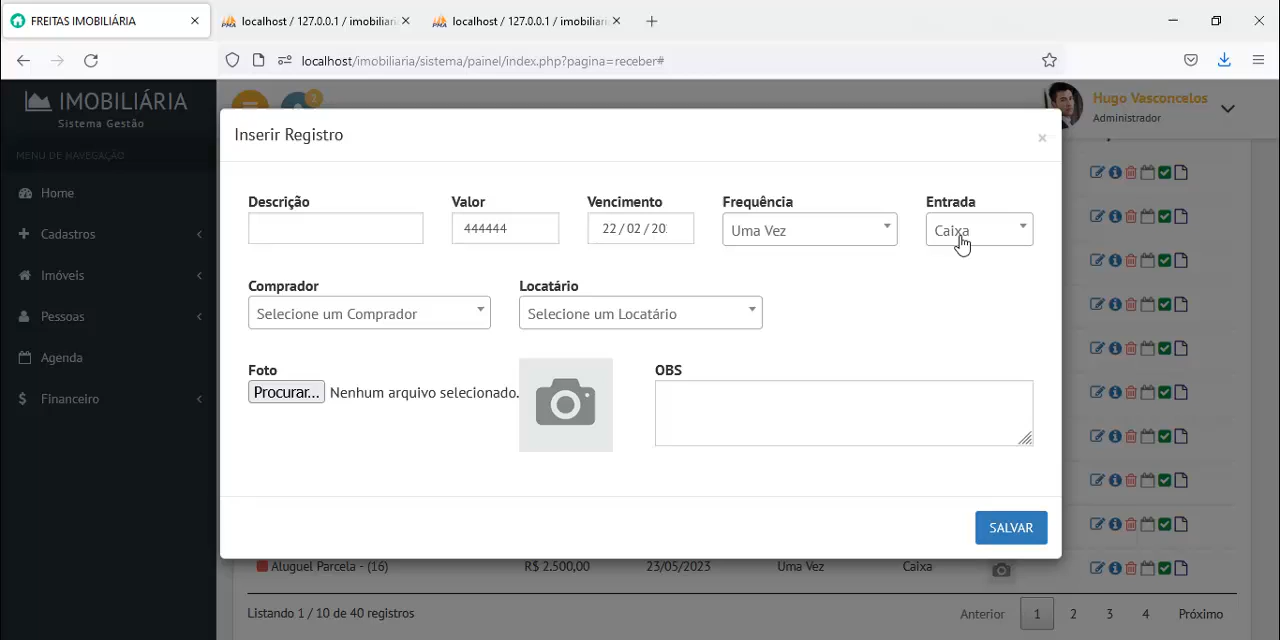 FREITAS IMOBILIÁRIA
localhost / 127.0.0.1 / imobiliari
localhost / 127.0.0.1 / imobiliari
localhost/imobiliaria/sistema/painel/index.php?pagina=receber#
IMOBILIÁRIA
Sistema Gestão
2
Hugo Vasconcelos
Administrador
MENU DE NAVEGAÇÃO
Home
Cadastros
Imóveis
Pessoas
Agenda
Financeiro
Inserir Registro
×
Descrição Valor Vencimento Frequência Entrada
444444 22 / 02 / 20 Uma Vez Caixa
Comprador Locatário
Selecione um Comprador Selecione um Locatário
Foto OBS
Procurar... Nenhum arquivo selecionado.
SALVAR
Aluguel Parcela - (16) R$ 2.500,00 23/05/2023 Uma Vez Caixa
Listando 1 / 10 de 40 registros Anterior 1 2 3 4 Próximo